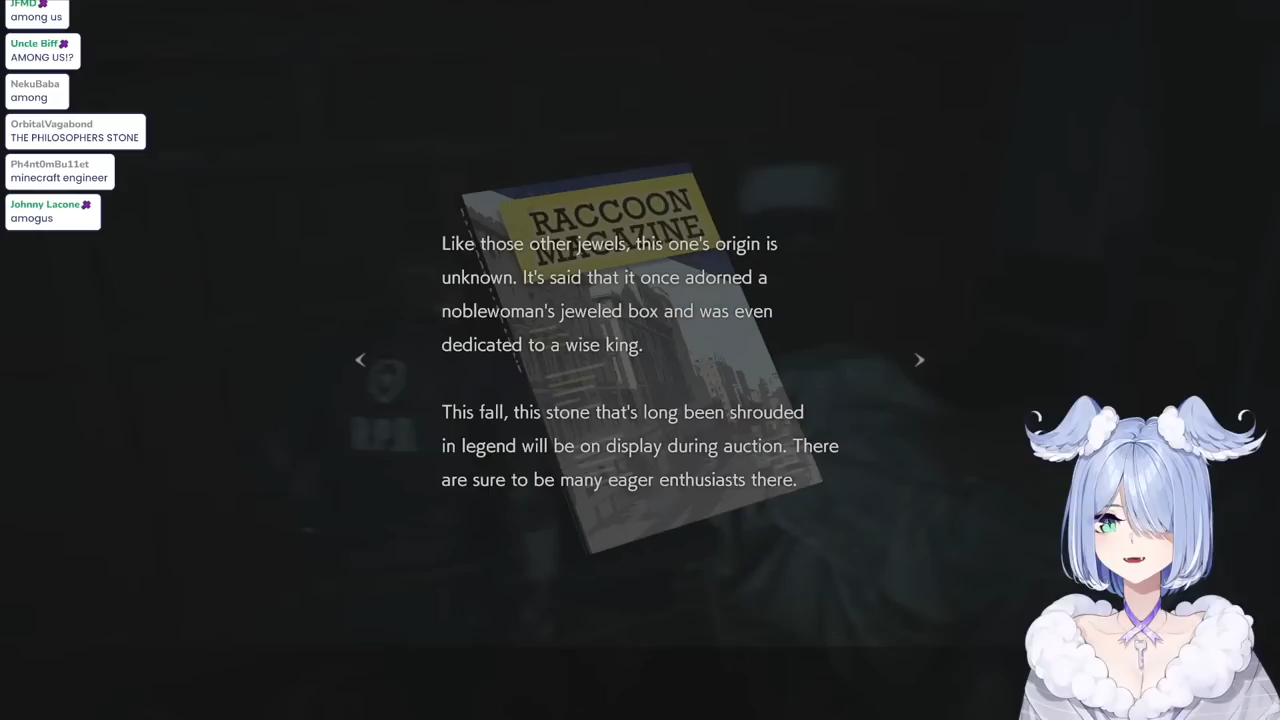 JFMD
among us
Uncle Biff
AMONG US!?
NekuBaba
among
OrbitalVagabond
THE PHILOSOPHERS STONE
Ph4nt0mBu11et
minecraft engineer
Johnny Lacone
amogus
RACCOON
MAGAZINE
Like those other jewels, this one's origin is
unknown. It's said that it once adorned a
noblewoman's jeweled box and was even
dedicated to a wise king.
This fall, this stone that's long been shrouded
in legend will be on display during auction. There
are sure to be many eager enthusiasts there.